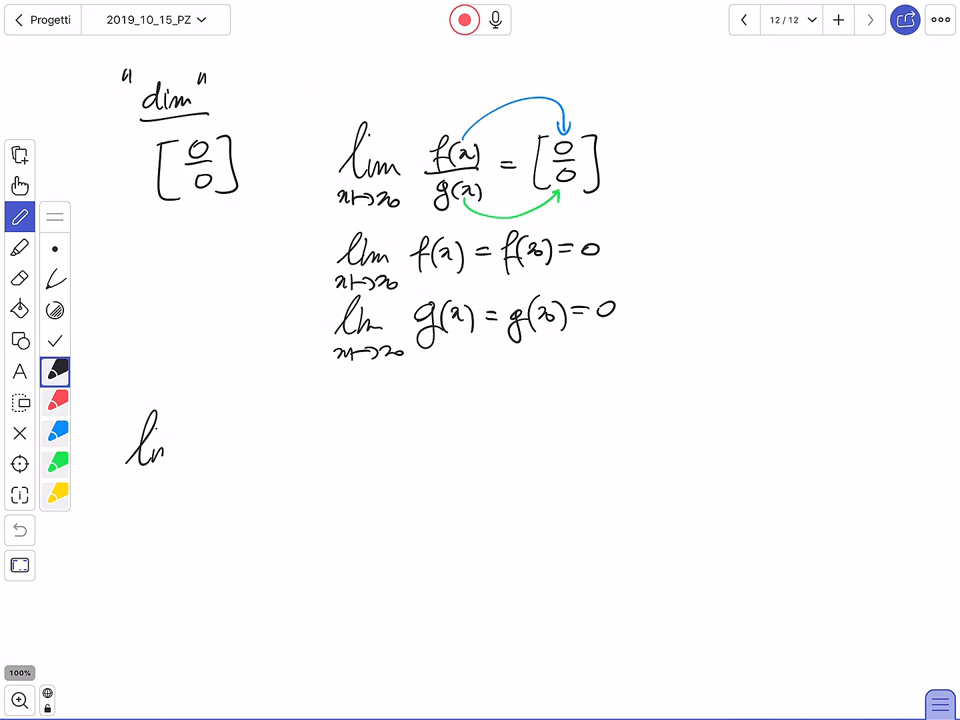 Progetti
2019_10_15_PZ
12/12
"dim"
[0/0]
lim x→x₀ f(x)/g(x) = [0/0]
lim x→x₀ f(x) = f(x₀) = 0
lim x→x₀ g(x) = g(x₀) = 0
A
100%